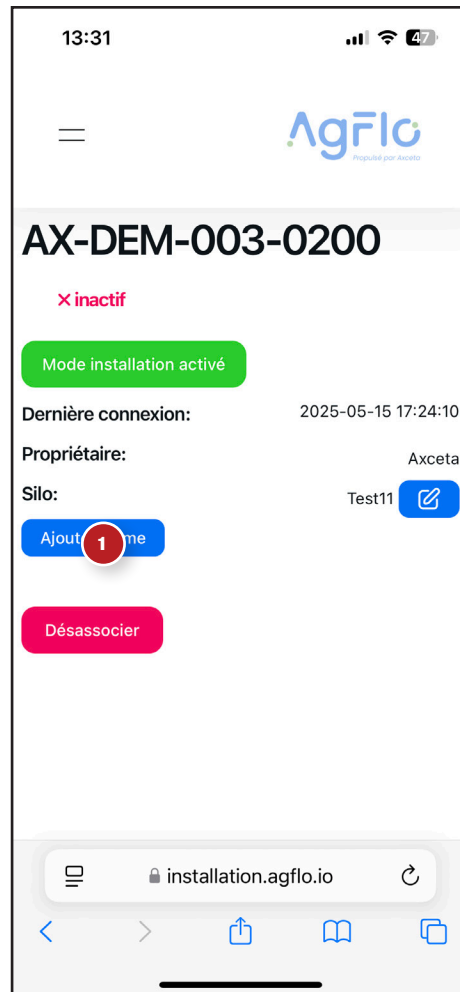 13:31 47
AgFlo
Propulsé par Axceta
AX-DEM-003-0200
× inactif
Mode installation activé
Dernière connexion: 2025-05-15 17:24:10
Propriétaire: Axceta
Silo: Test11
1
Désassocier
installation.agflo.io